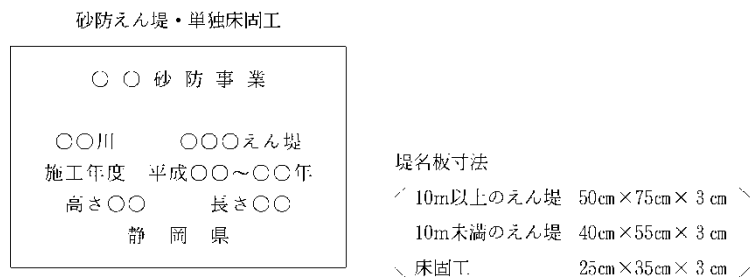 砂防えん堤・単独床固工
○ ○ 砂 防 事 業
○○川 ○○○えん堤
施工年度 平成○○～○○年
高さ○○ 長さ○○
静 岡 県
堤名板寸法
10m以上のえん堤 50cm×75cm×3cm
10m未満のえん堤 40cm×55cm×3cm
床固工 25cm×35cm×3cm